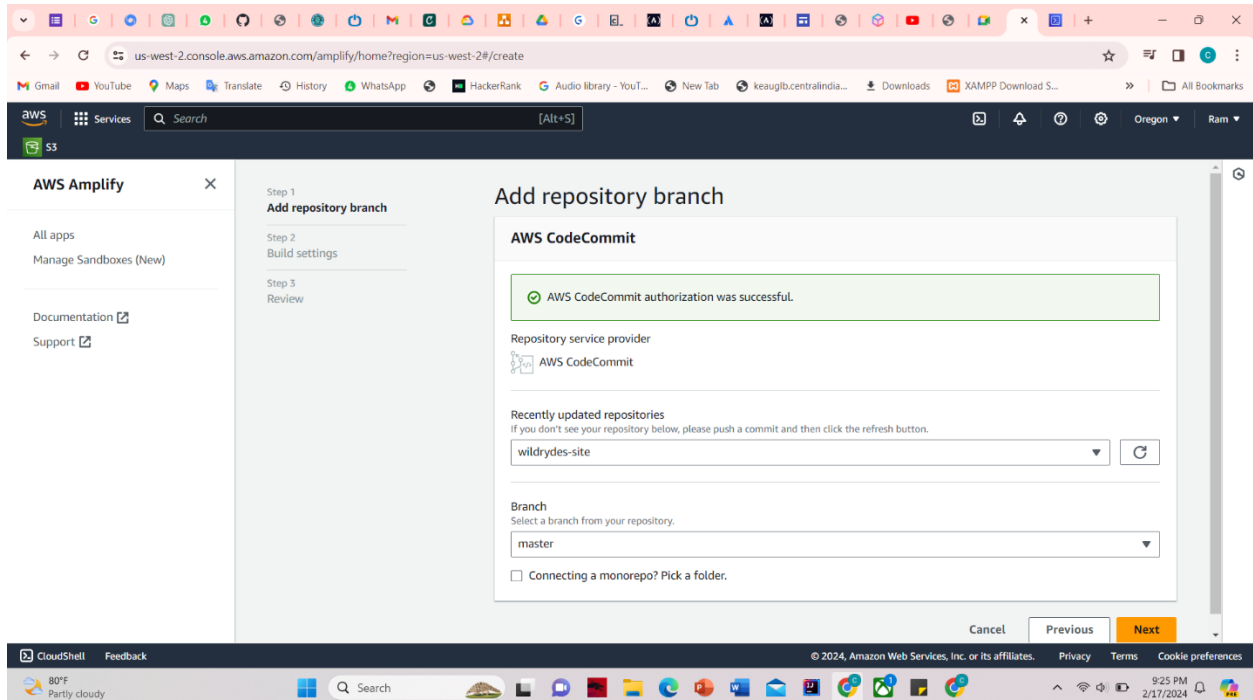 us-west-2.console.aws.amazon.com/amplify/home?region=us-west-2#/create
Gmail YouTube Maps Translate History WhatsApp HackerRank Audio library - YouT... New Tab keauglb.centralindia... Downloads XAMPP Download S... » All Bookmarks
aws Services Search [Alt+S] Oregon Ram
S3
AWS Amplify
All apps
Manage Sandboxes (New)
Documentation
Support
Step 1
Add repository branch
Step 2
Build settings
Step 3
Review
Add repository branch
AWS CodeCommit
AWS CodeCommit authorization was successful.
Repository service provider
AWS CodeCommit
Recently updated repositories
If you don't see your repository below, please push a commit and then click the refresh button.
wildrydes-site
Branch
Select a branch from your repository.
master
Connecting a monorepo? Pick a folder.
Cancel Previous Next
CloudShell Feedback © 2024, Amazon Web Services, Inc. or its affiliates. Privacy Terms Cookie preferences
80°F
Partly cloudy
Search
9:25 PM
2/17/2024